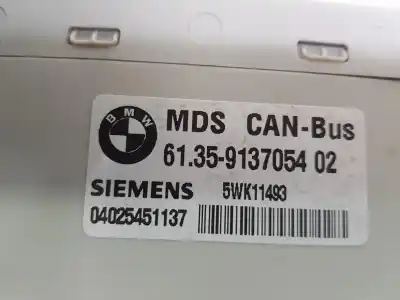 BMW
MDS CAN-Bus
61.35-9137054 02
SIEMENS 5WK11493
04025451137